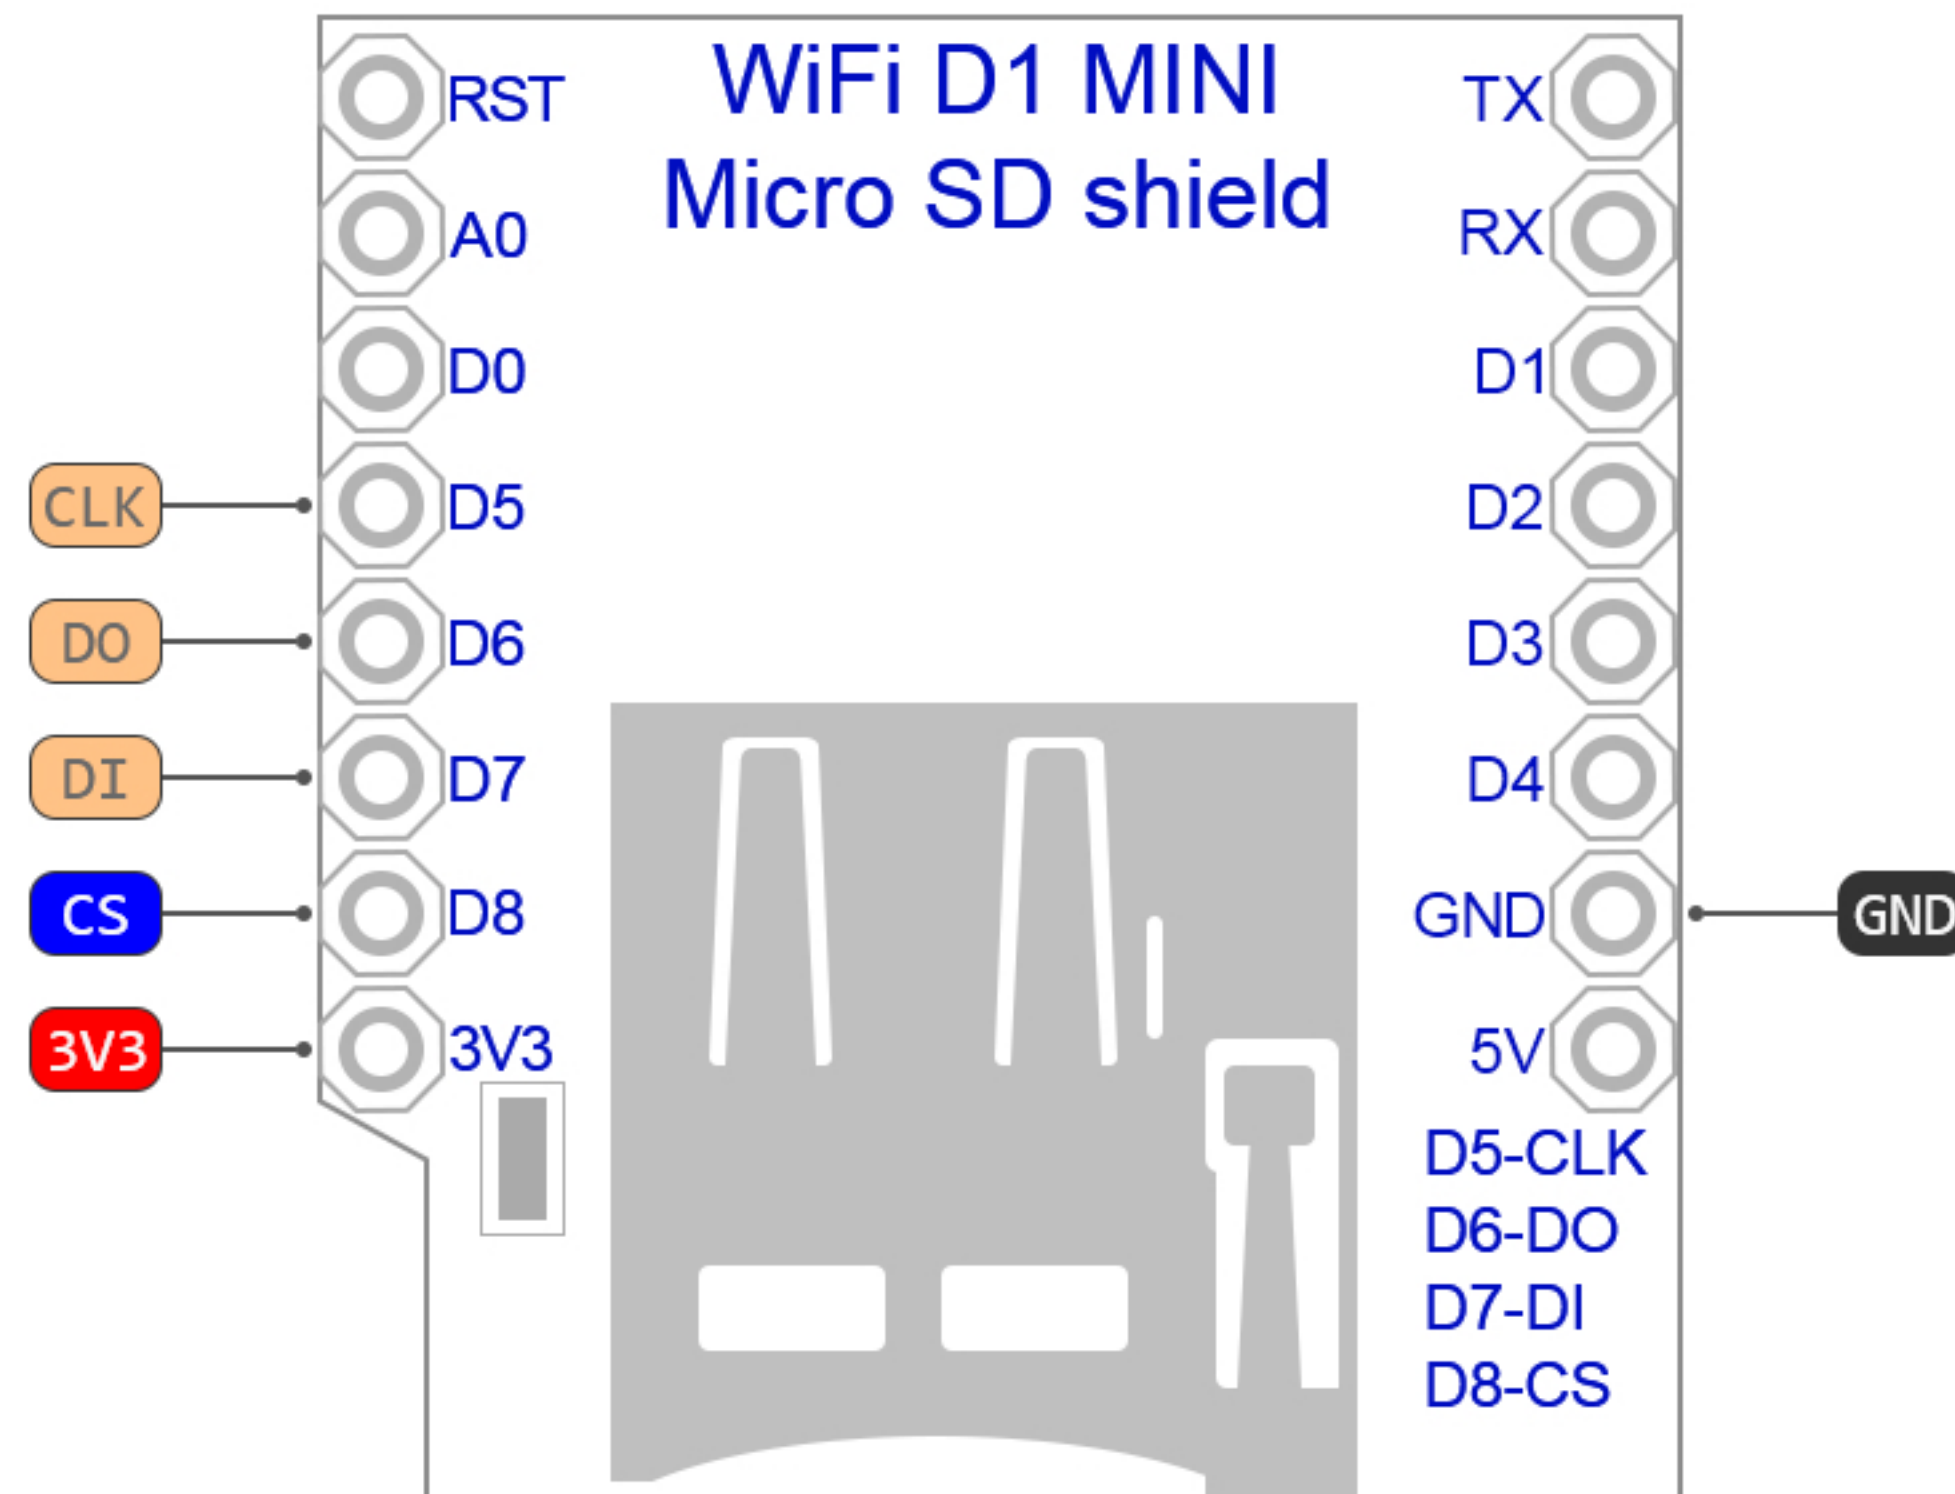 WiFi D1 MINI
Micro SD shield
RST
TX
A0
RX
D0
D1
CLK
D5
D2
DO
D6
D3
DI
D7
D4
CS
D8
GND
GND
3V3
3V3
5V
D5-CLK
D6-DO
D7-DI
D8-CS